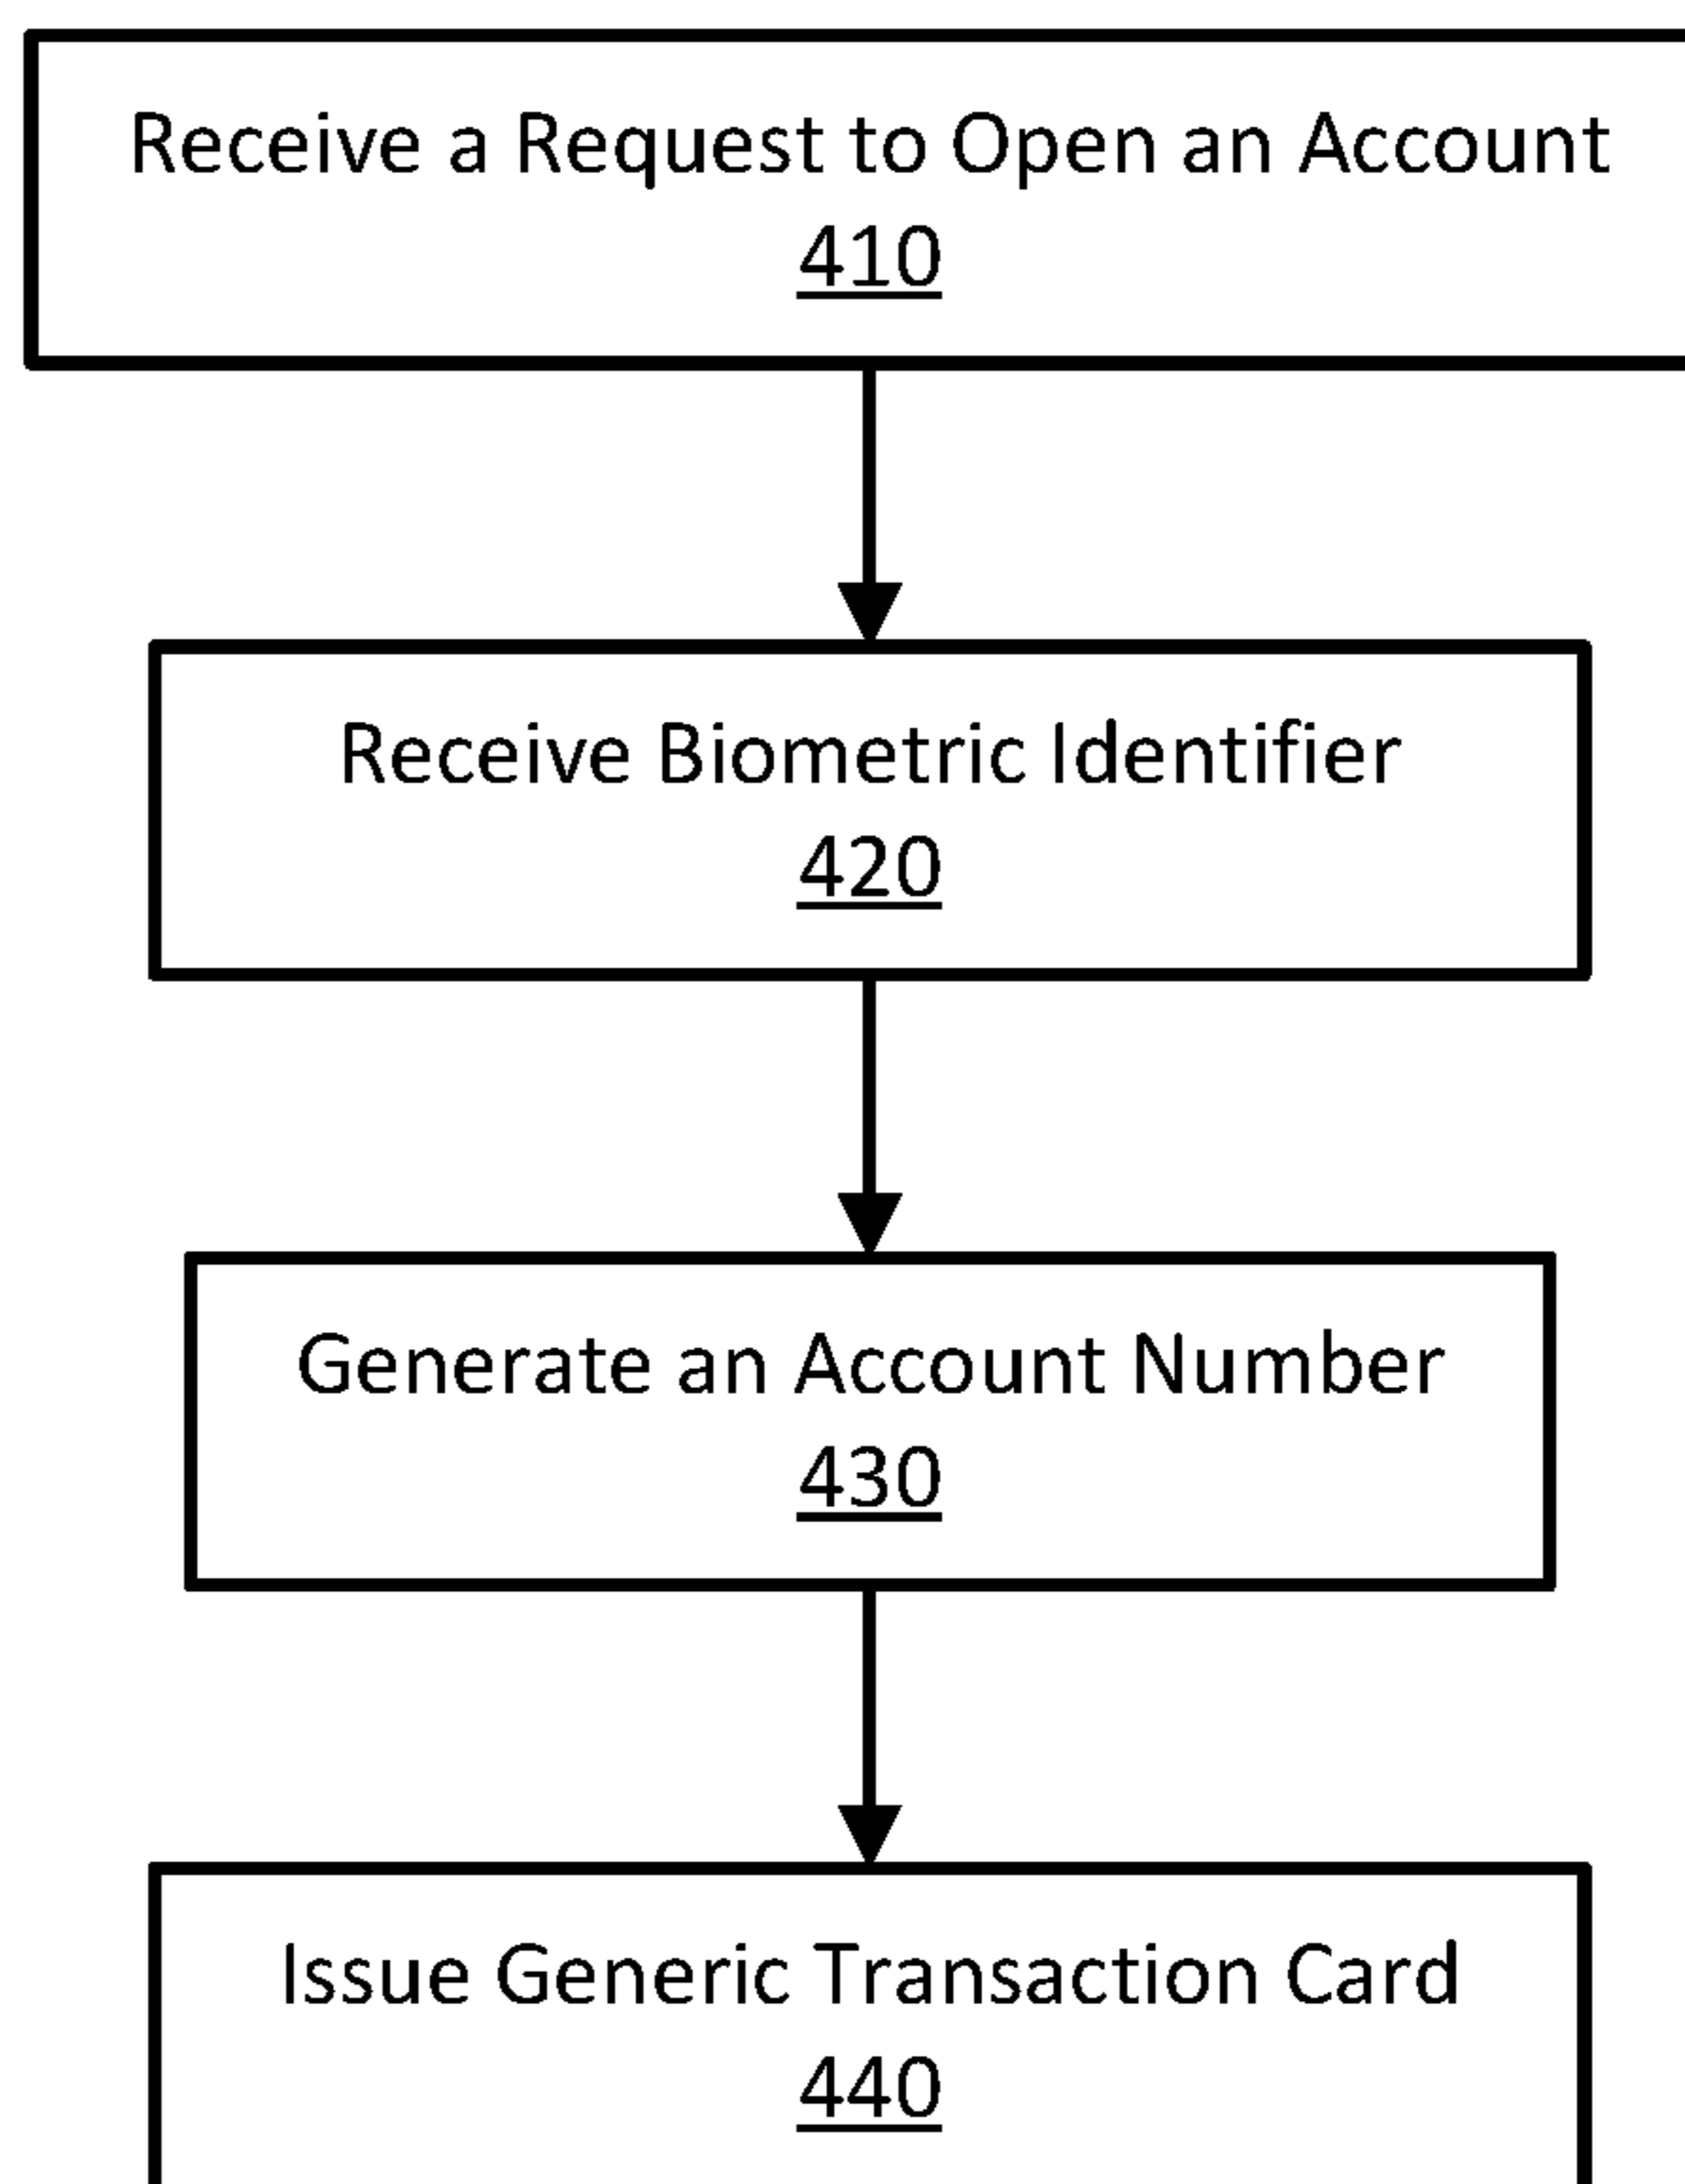 Receive a Request to Open an Account
410
Receive Biometric Identifier
420
Generate an Account Number
430
Issue Generic Transaction Card
440